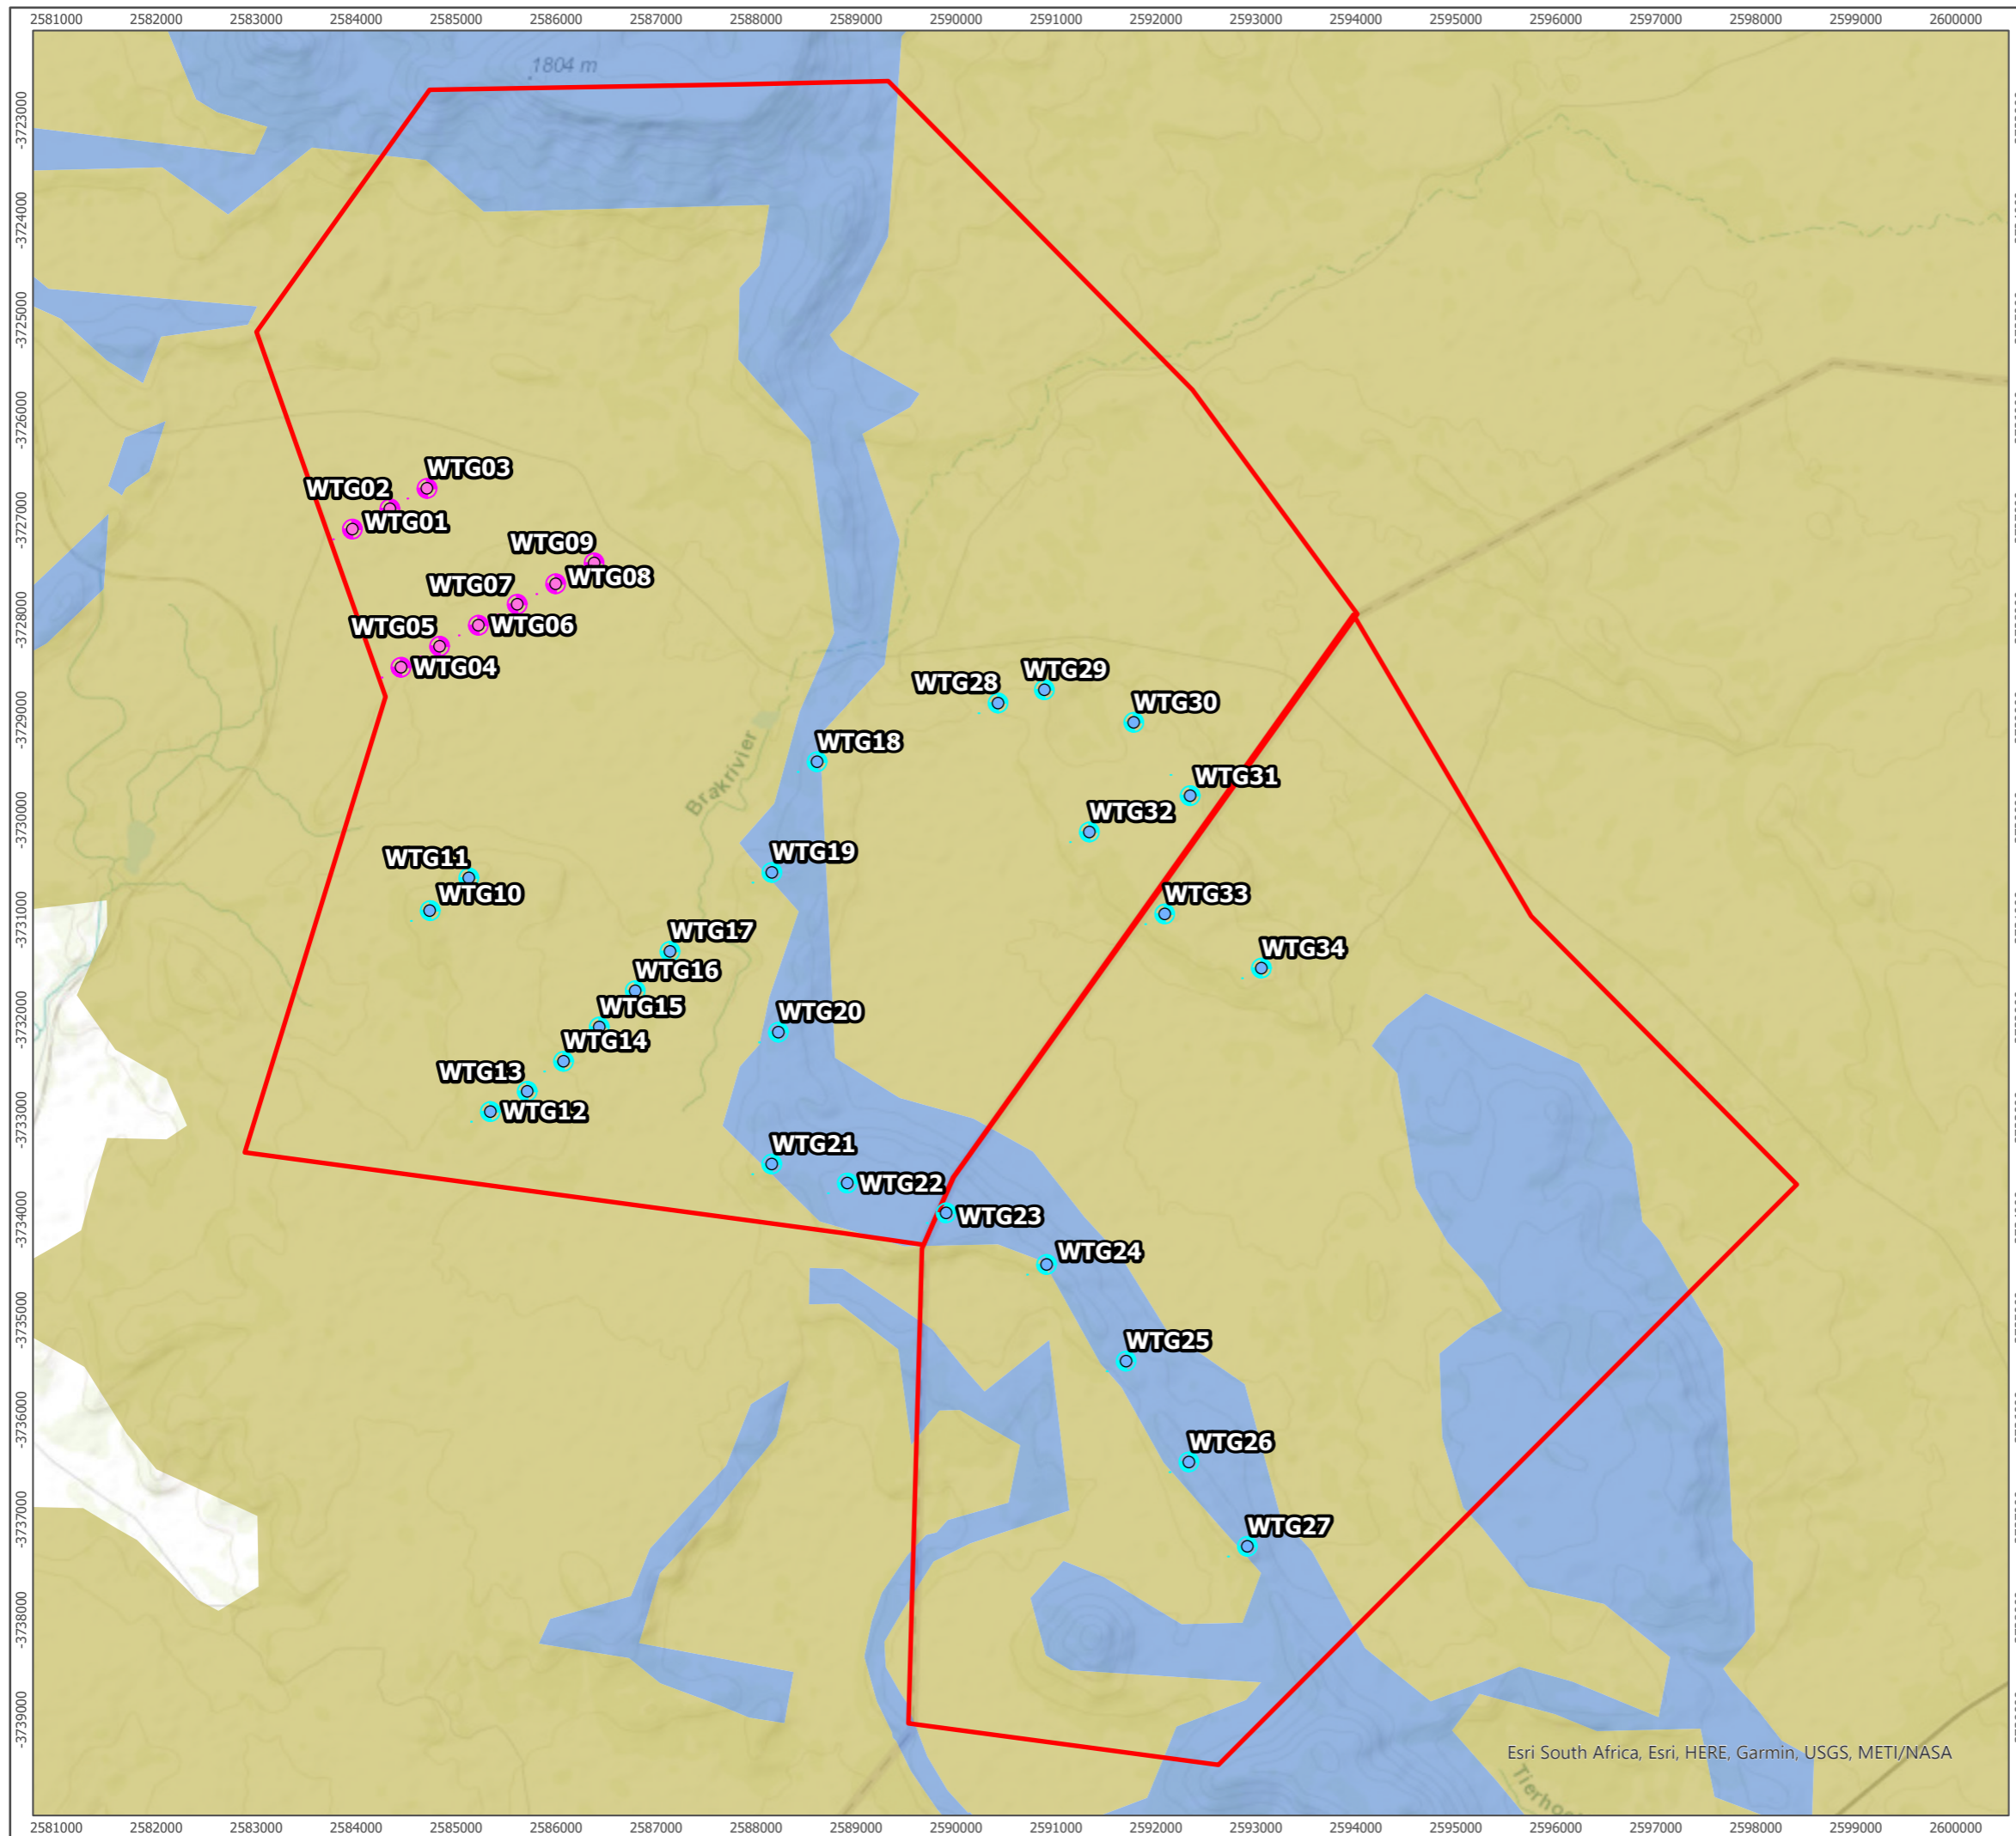 2581000 2582000 2583000 2584000 2585000 2586000 2587000 2588000 2589000 2590000 2591000 2592000 2593000 2594000 2595000 2596000 2597000 2598000 2599000 2600000
1804 m
-3723000
-3724000
-3725000
-3726000
WTG03
WTG02
-3727000
WTG01
WTG09
WTG08
WTG07
-3728000
WTG05
WTG06
WTG04
-3729000
WTG28
WTG29
WTG30
WTG18
Brakrivier
WTG31
-3730000
WTG32
WTG19
WTG11
WTG10
WTG33
-3731000
WTG17
WTG34
WTG16
WTG15
-3732000
WTG20
WTG14
WTG13
WTG12
-3733000
WTG21
WTG22
WTG23
-3734000
WTG24
-3735000
WTG25
-3736000
WTG26
-3737000
WTG27
-3738000
-3739000
Esri South Africa, Esri, HERE, Garmin, USGS, METI/NASA
2581000 2582000 2583000 2584000 2585000 2586000 2587000 2588000 2589000 2590000 2591000 2592000 2593000 2594000 2595000 2596000 2597000 2598000 2599000 2600000